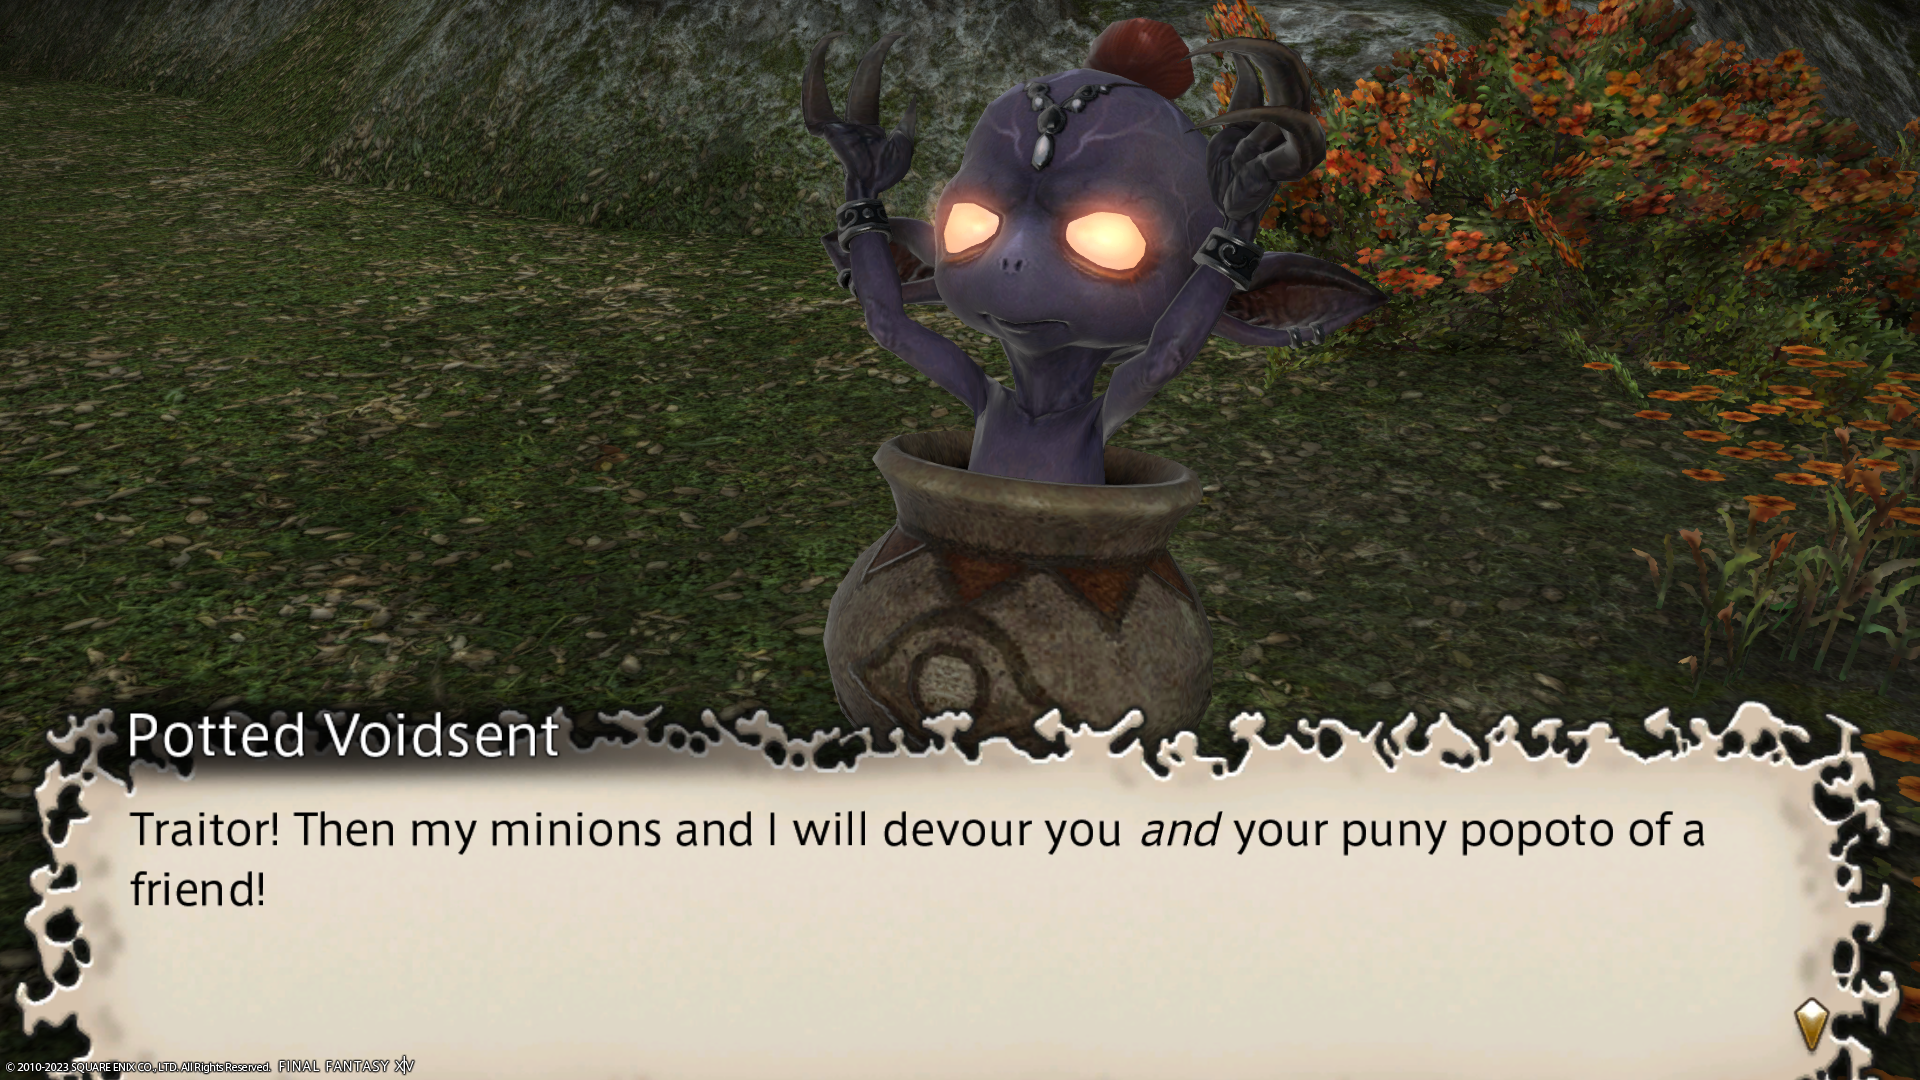 Potted Voidsent
Traitor! Then my minions and I will devour you and your puny popoto of a
friend!
© 2010-2023 SQUARE ENIX CO., LTD. All Rights Reserved. FINAL FANTASY XIV